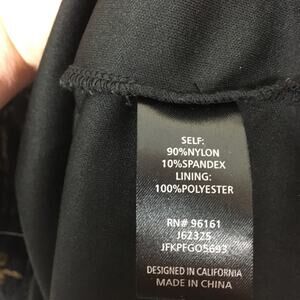 SELF:
90%NYLON
10%SPANDEX
LINING:
100%POLYESTER
RN# 96161
J62325
JFKPFGO5693
DESIGNED IN CALIFORNIA
MADE IN CHINA